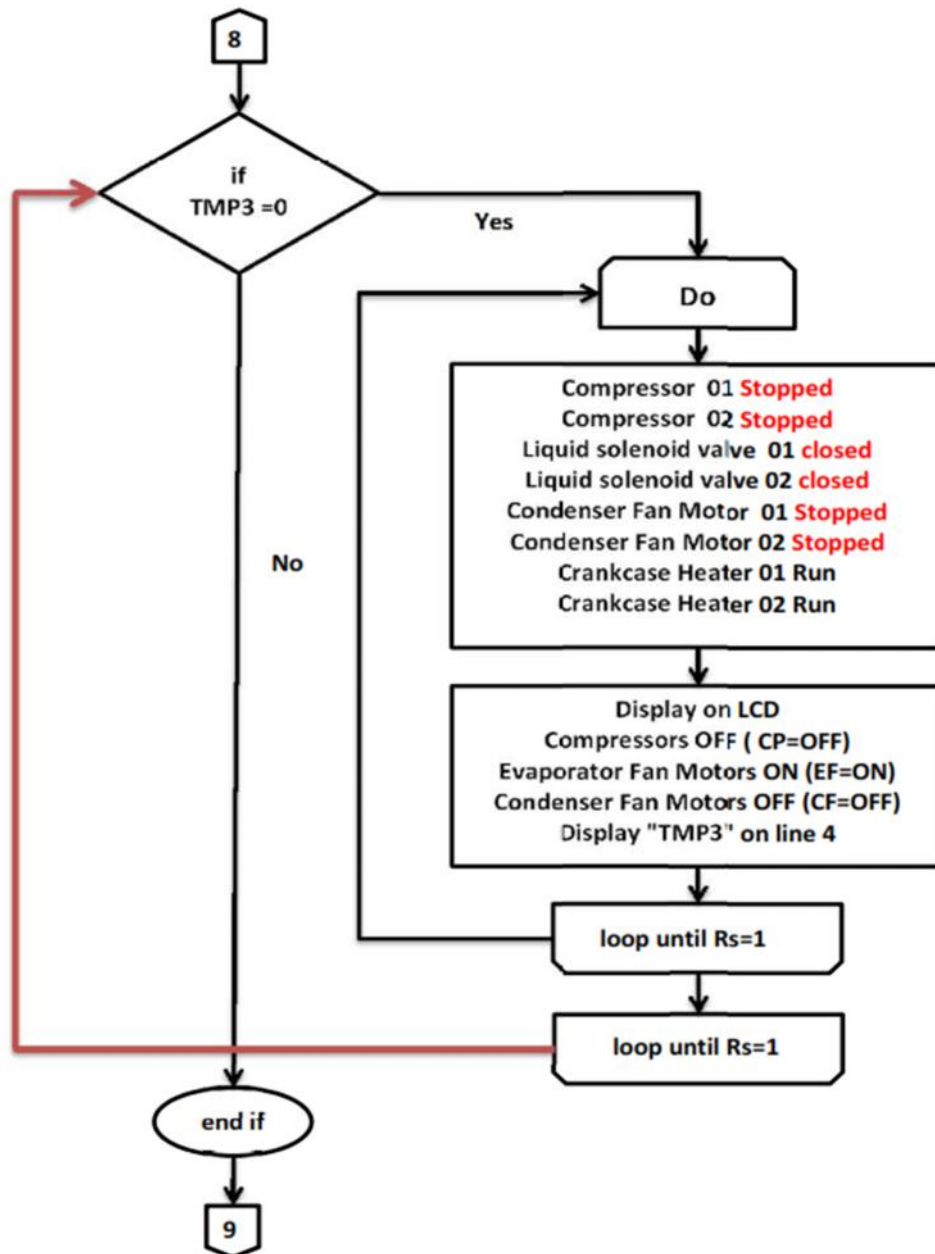 8
if
TMP3 =0
Yes
Do
Compressor 01 Stopped
Compressor 02 Stopped
Liquid solenoid valve 01 closed
Liquid solenoid valve 02 closed
Condenser Fan Motor 01 Stopped
Condenser Fan Motor 02 Stopped
Crankcase Heater 01 Run
Crankcase Heater 02 Run
No
Display on LCD
Compressors OFF ( CP=OFF)
Evaporator Fan Motors ON (EF=ON)
Condenser Fan Motors OFF (CF=OFF)
Display "TMP3" on line 4
loop until Rs=1
loop until Rs=1
end if
9